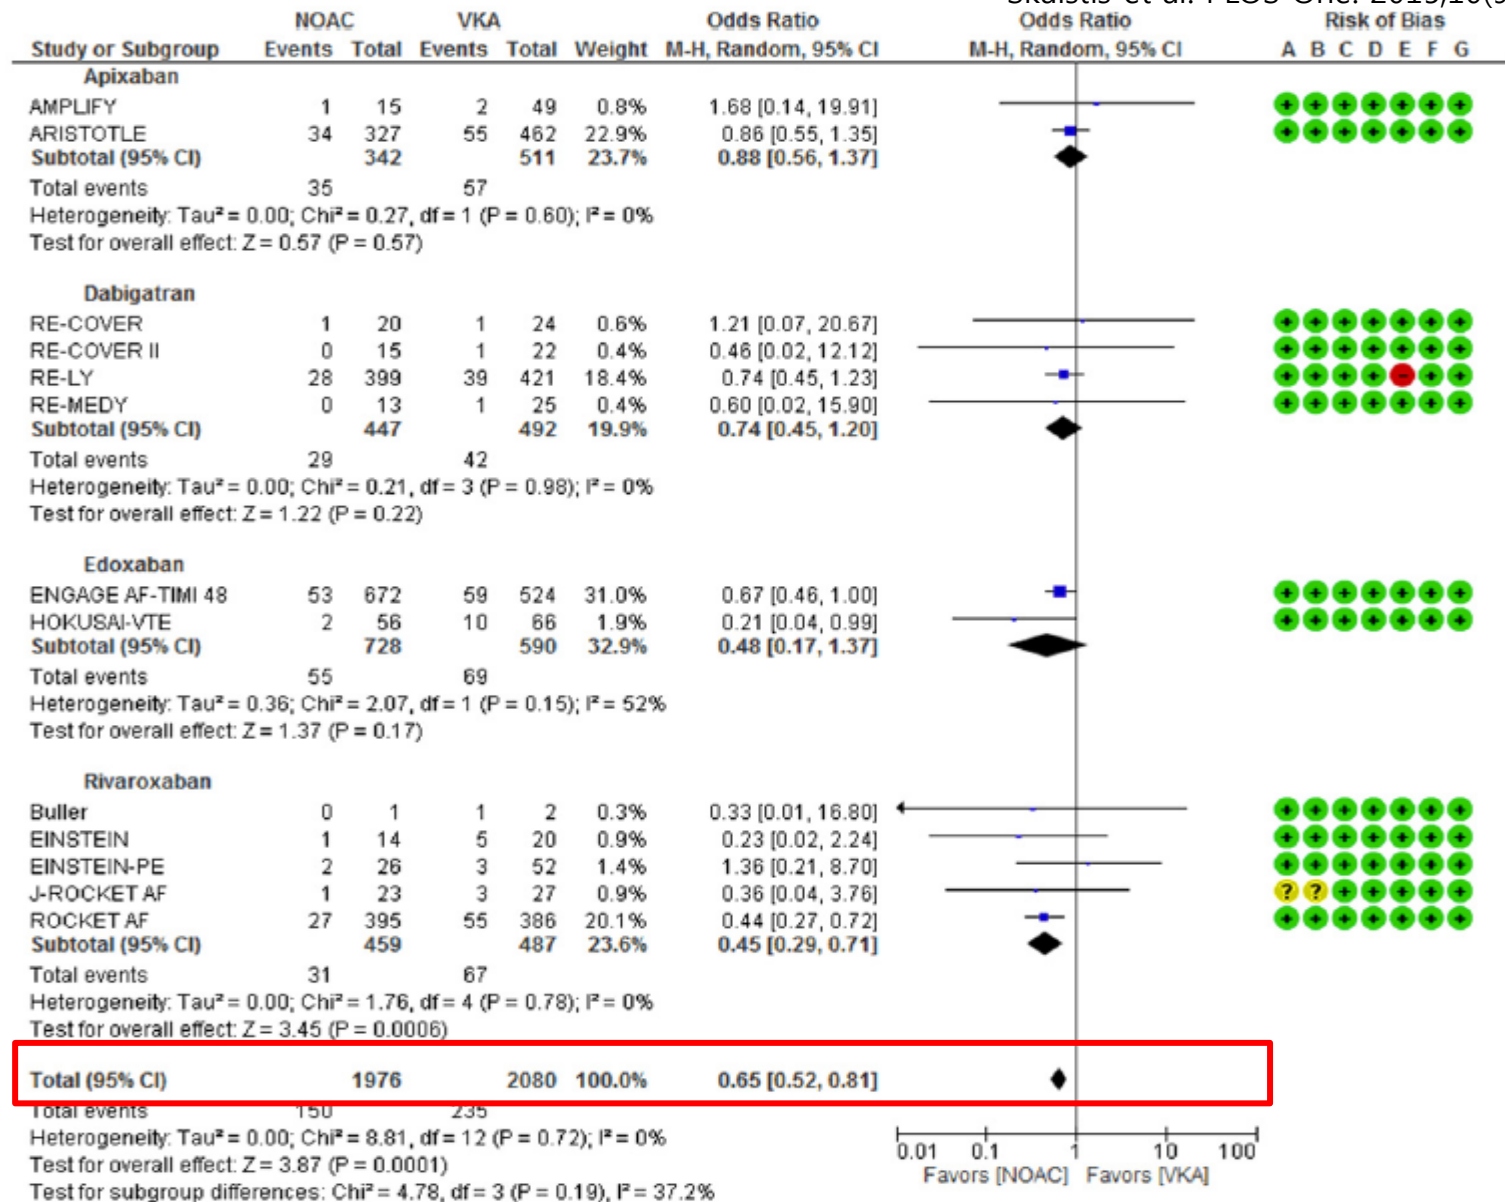 Skaistis et al. PLOS One. 2015;10(9
NOAC VKA Odds Ratio Odds Ratio Risk of Bias
Study or Subgroup Events Total Events Total Weight M-H, Random, 95% CI M-H, Random, 95% CI A B C D E F G
Apixaban
AMPLIFY 1 15 2 49 0.8% 1.68 [0.14, 19.91] + + + + + + +
ARISTOTLE 34 327 55 462 22.9% 0.86 [0.55, 1.35] + + + + + + +
Subtotal (95% CI) 342 511 23.7% 0.88 [0.56, 1.37]
Total events 35 57
Heterogeneity: Tau² = 0.00; Chi² = 0.27, df = 1 (P = 0.60); I² = 0%
Test for overall effect: Z = 0.57 (P = 0.57)
Dabigatran
RE-COVER 1 20 1 24 0.6% 1.21 [0.07, 20.67] + + + + + + +
RE-COVER II 0 15 1 22 0.4% 0.46 [0.02, 12.12] + + + + + + +
RE-LY 28 399 39 421 18.4% 0.74 [0.45, 1.23] + + + + - + +
RE-MEDY 0 13 1 25 0.4% 0.60 [0.02, 15.90] + + + + + + +
Subtotal (95% CI) 447 492 19.9% 0.74 [0.45, 1.20]
Total events 29 42
Heterogeneity: Tau² = 0.00; Chi² = 0.21, df = 3 (P = 0.98); I² = 0%
Test for overall effect: Z = 1.22 (P = 0.22)
Edoxaban
ENGAGE AF-TIMI 48 53 672 59 524 31.0% 0.67 [0.46, 1.00] + + + + + + +
HOKUSAI-VTE 2 56 10 66 1.9% 0.21 [0.04, 0.99] + + + + + + +
Subtotal (95% CI) 728 590 32.9% 0.48 [0.17, 1.37]
Total events 55 69
Heterogeneity: Tau² = 0.36; Chi² = 2.07, df = 1 (P = 0.15); I² = 52%
Test for overall effect: Z = 1.37 (P = 0.17)
Rivaroxaban
Buller 0 1 1 2 0.3% 0.33 [0.01, 16.80] + + + + + + +
EINSTEIN 1 14 5 20 0.9% 0.23 [0.02, 2.24] + + + + + + +
EINSTEIN-PE 2 26 3 52 1.4% 1.36 [0.21, 8.70] + + + + + + +
J-ROCKET AF 1 23 3 27 0.9% 0.36 [0.04, 3.76] ? ? + + + + +
ROCKET AF 27 395 55 386 20.1% 0.44 [0.27, 0.72] + + + + + + +
Subtotal (95% CI) 459 487 23.6% 0.45 [0.29, 0.71]
Total events 31 67
Heterogeneity: Tau² = 0.00; Chi² = 1.76, df = 4 (P = 0.78); I² = 0%
Test for overall effect: Z = 3.45 (P = 0.0006)
Total (95% CI) 1976 2080 100.0% 0.65 [0.52, 0.81]
Total events 150 235
Heterogeneity: Tau² = 0.00; Chi² = 8.81, df = 12 (P = 0.72); I² = 0%
0.01 0.1 1 10 100
Test for overall effect: Z = 3.87 (P = 0.0001)
Favors [NOAC] Favors [VKA]
Test for subgroup differences: Chi² = 4.78, df = 3 (P = 0.19), I² = 37.2%